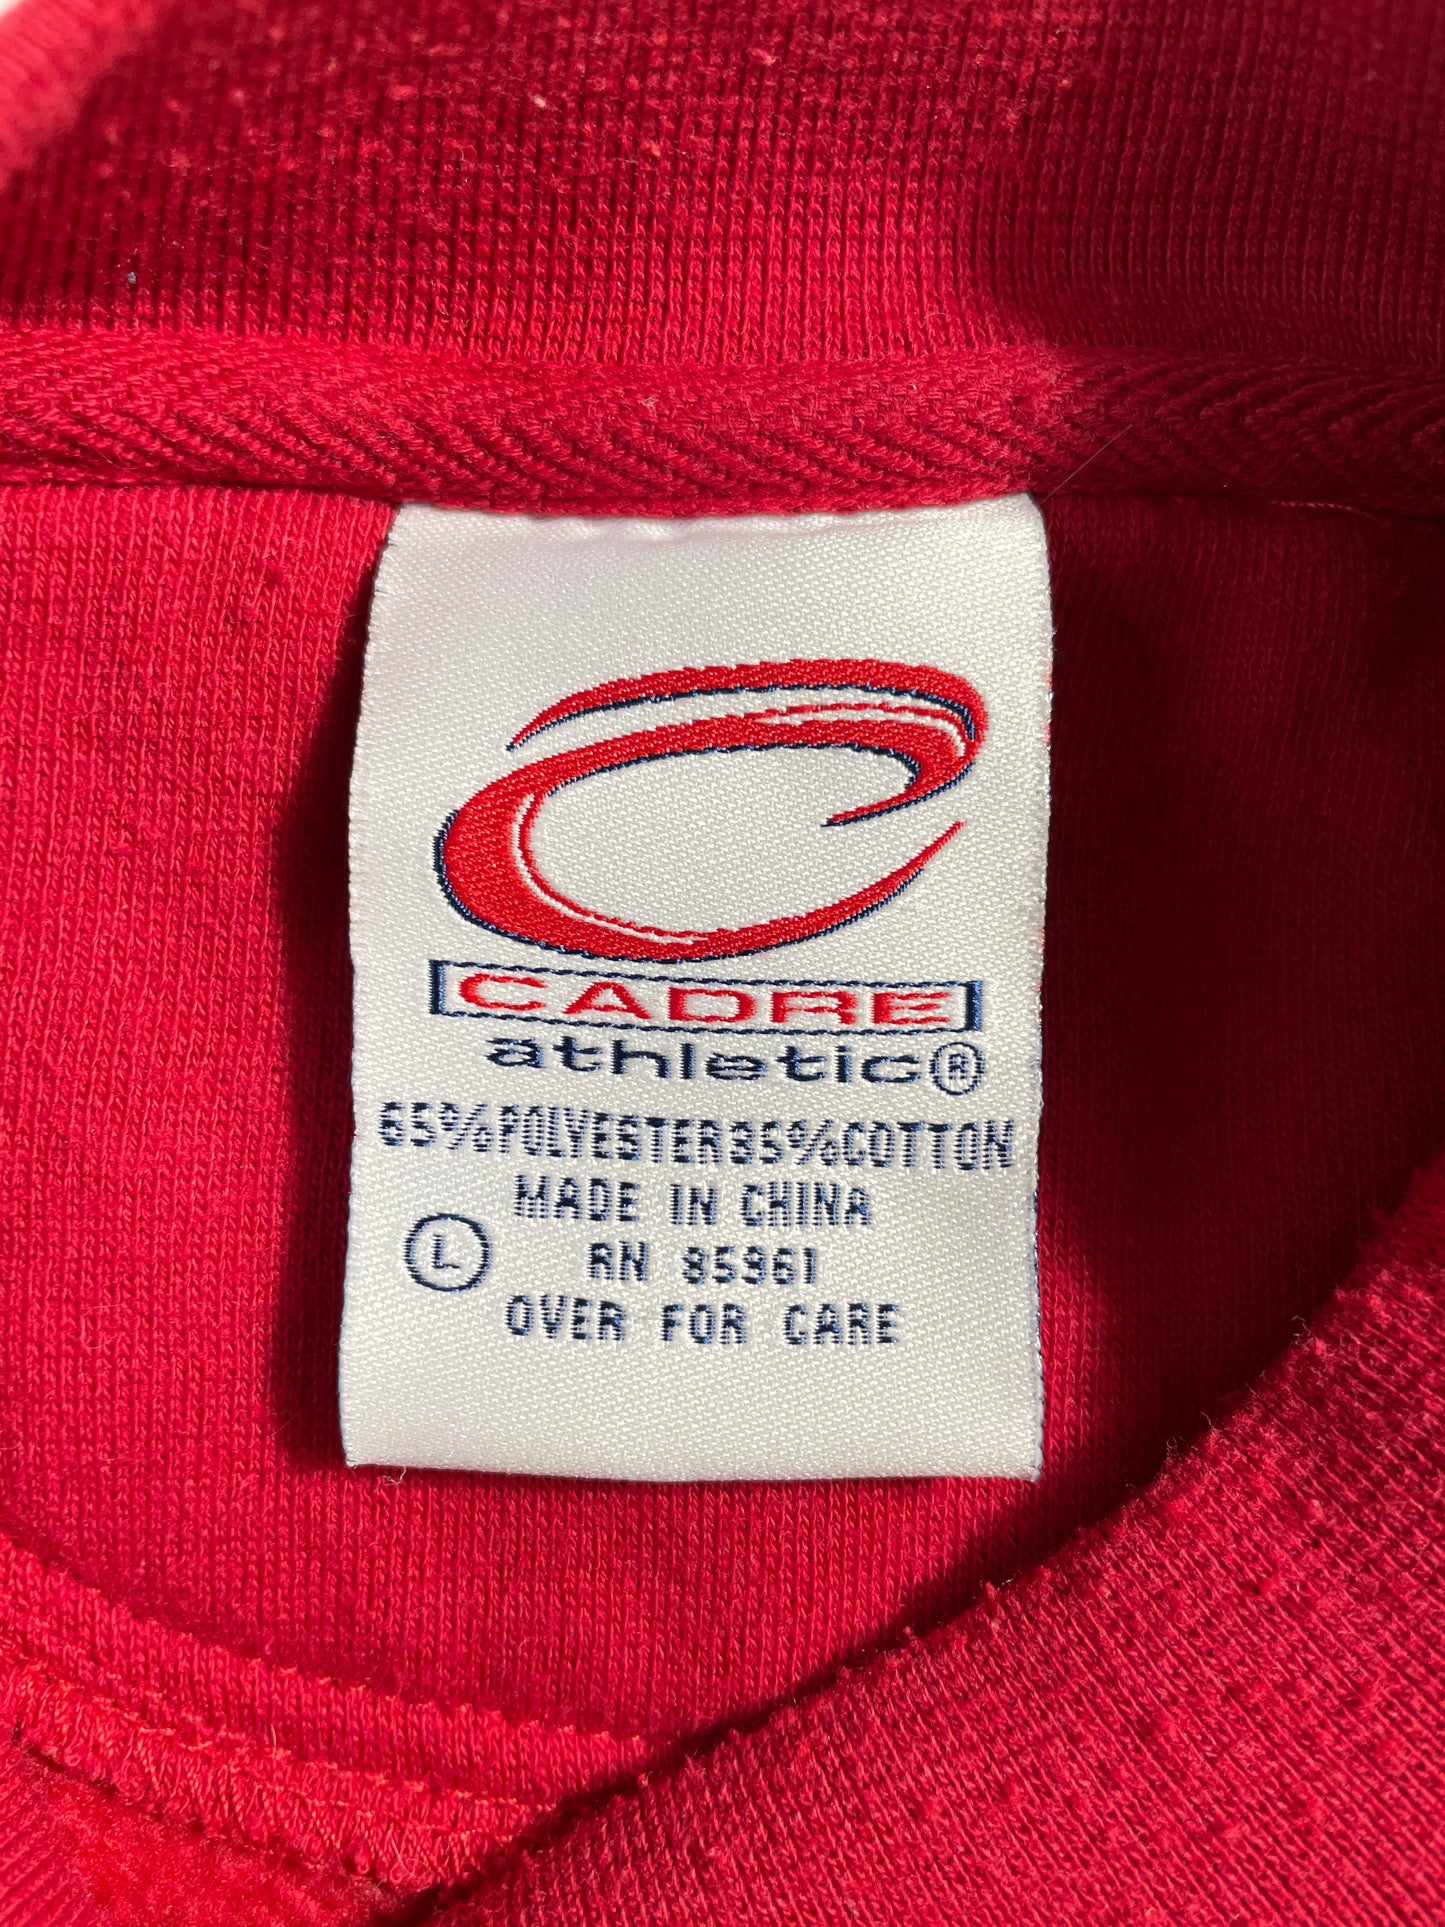 CADRE
athletic®
65%POLYESTER35%COTTON
MADE IN CHINA
L
RN 85961
OVER FOR CARE